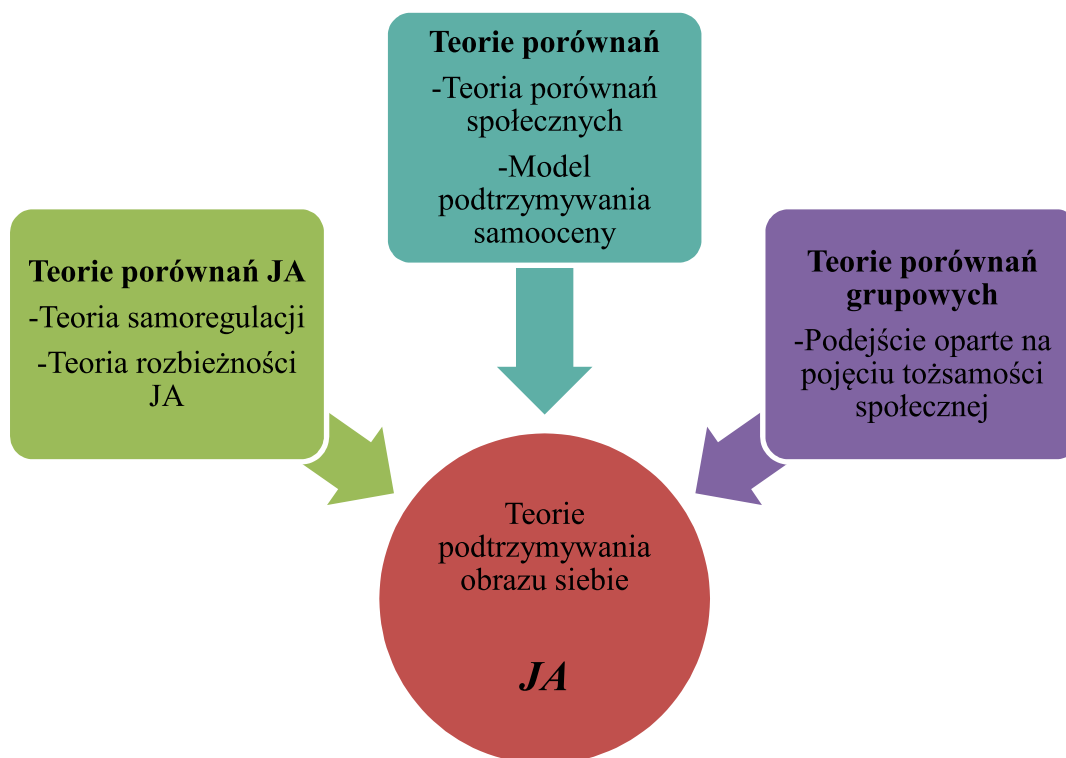 Teorie porównań
-Teoria porównań
społecznych
-Model
podtrzymywania
samooceny
Teorie porównań JA
-Teoria samoregulacji
-Teoria rozbieżności
JA
Teorie porównań
grupowych
-Podejście oparte na
pojęciu tożsamości
społecznej
Teorie
podtrzymywania
obrazu siebie
JA